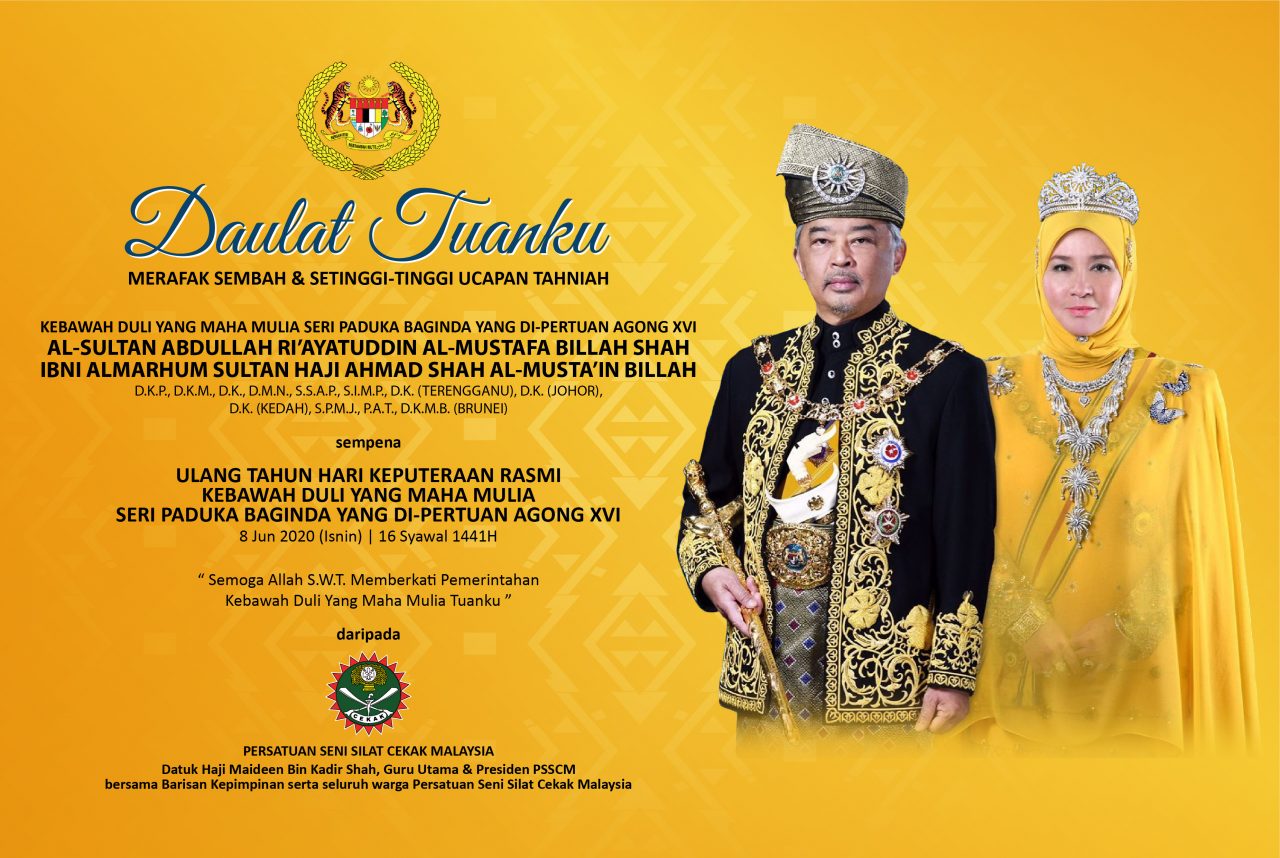 Daulat Tuanku
MERAFAK SEMBAH & SETINGGI-TINGGI UCAPAN TAHNIAH
KEBAWAH DULI YANG MAHA MULIA SERI PADUKA BAGINDA YANG DI-PERTUAN AGONG XVI
AL-SULTAN ABDULLAH RI’AYATUDDIN AL-MUSTAFA BILLAH SHAH
IBNI ALMARHUM SULTAN HAJI AHMAD SHAH AL-MUSTA’IN BILLAH
D.K.P., D.K.M., D.K., D.M.N., S.S.A.P., S.I.M.P., D.K. (TERENGGANU), D.K. (JOHOR),
D.K. (KEDAH), S.P.M.J., P.A.T., D.K.M.B. (BRUNEI)
sempena
ULANG TAHUN HARI KEPUTERAAN RASMI
KEBAWAH DULI YANG MAHA MULIA
SERI PADUKA BAGINDA YANG DI-PERTUAN AGONG XVI
8 Jun 2020 (Isnin) | 16 Syawal 1441H
“ Semoga Allah S.W.T. Memberkati Pemerintahan
Kebawah Duli Yang Maha Mulia Tuanku ”
daripada
CEKAK
PERSATUAN SENI SILAT CEKAK MALAYSIA
Datuk Haji Maideen Bin Kadir Shah, Guru Utama & Presiden PSSCM
bersama Barisan Kepimpinan serta seluruh warga Persatuan Seni Silat Cekak Malaysia